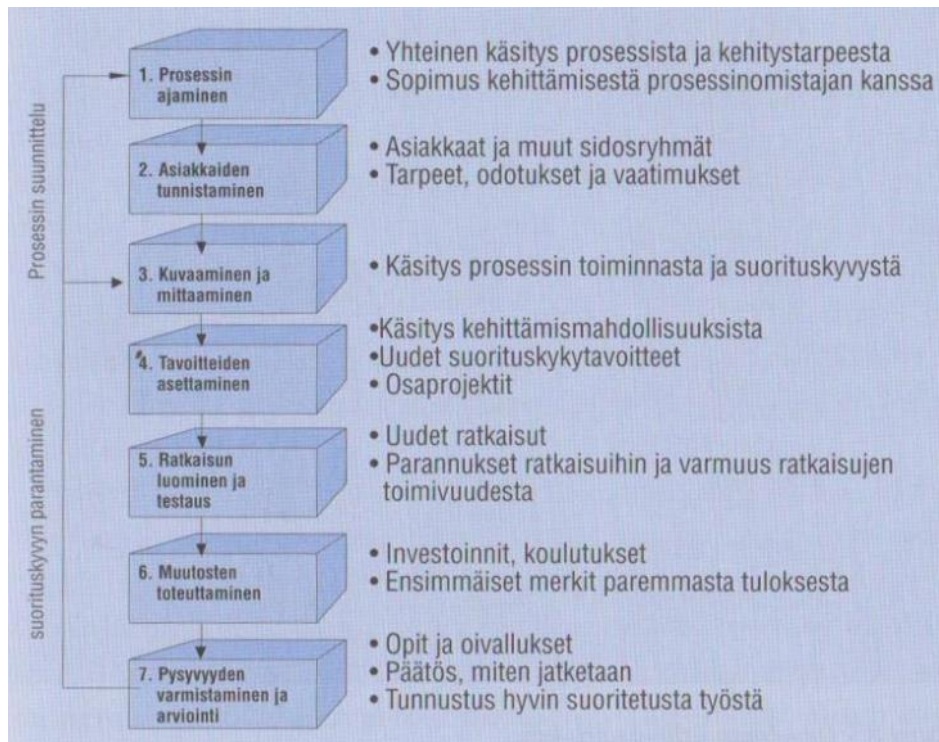 Prosessin suunnittelu
suorituskyvyn parantaminen
1. Prosessin
ajaminen
• Yhteinen käsitys prosessista ja kehitystarpeesta
• Sopimus kehittämisestä prosessinomistajan kanssa
2. Asiakkaiden
tunnistaminen
• Asiakkaat ja muut sidosryhmät
• Tarpeet, odotukset ja vaatimukset
3. Kuvaaminen ja
mittaaminen
• Käsitys prosessin toiminnasta ja suorituskyvystä
4. Tavoitteiden
asettaminen
•Käsitys kehittämismahdollisuuksista
•Uudet suorituskykytavoitteet
• Osaprojektit
5. Ratkaisun
luominen ja
testaus
• Uudet ratkaisut
• Parannukset ratkaisuihin ja varmuus ratkaisujen
toimivuudesta
6. Muutosten
toteuttaminen
• Investoinnit, koulutukset
• Ensimmäiset merkit paremmasta tuloksesta
7. Pysyvyyden
varmistaminen ja
arviointi
• Opit ja oivallukset
• Päätös, miten jatketaan
• Tunnustus hyvin suoritetusta työstä